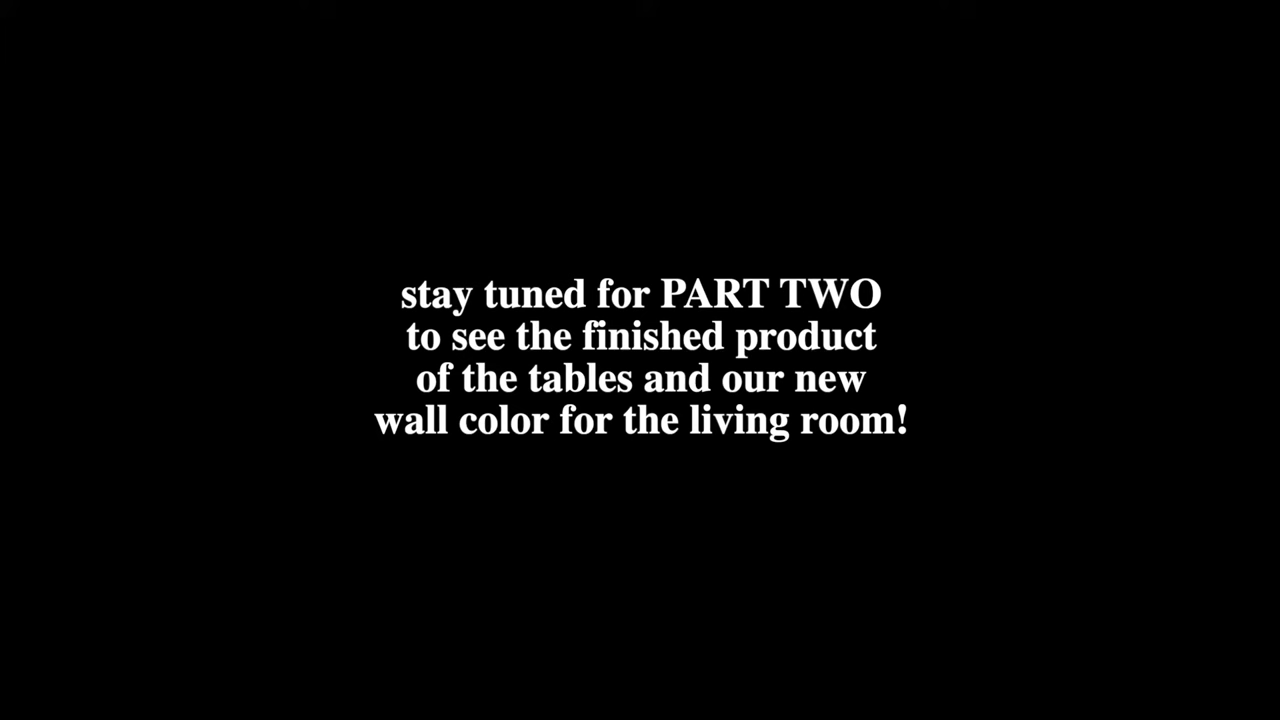 stay tuned for PART TWO
to see the finished product
of the tables and our new
wall color for the living room!